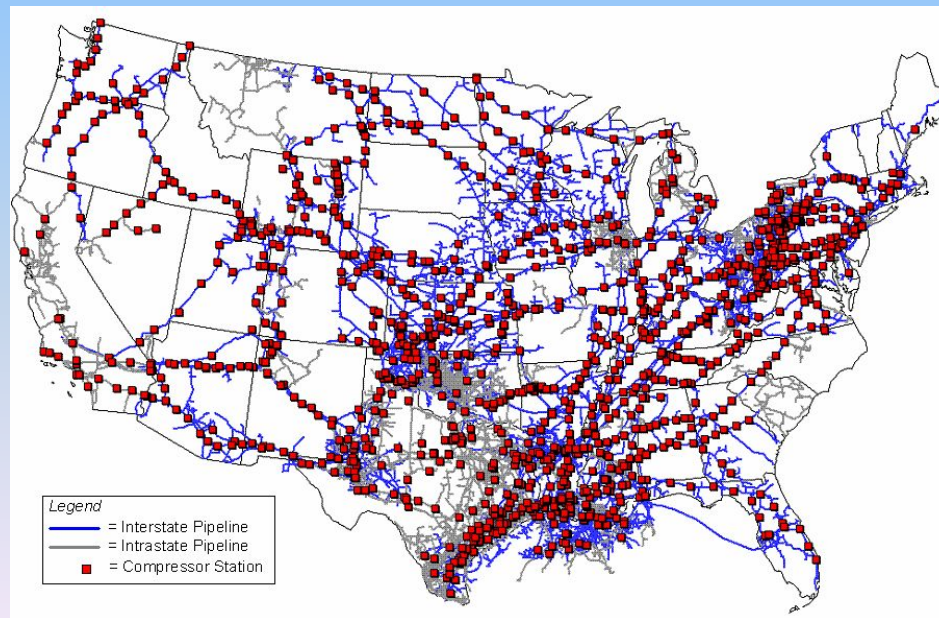 Legend
= Interstate Pipeline
= Intrastate Pipeline
= Compressor Station